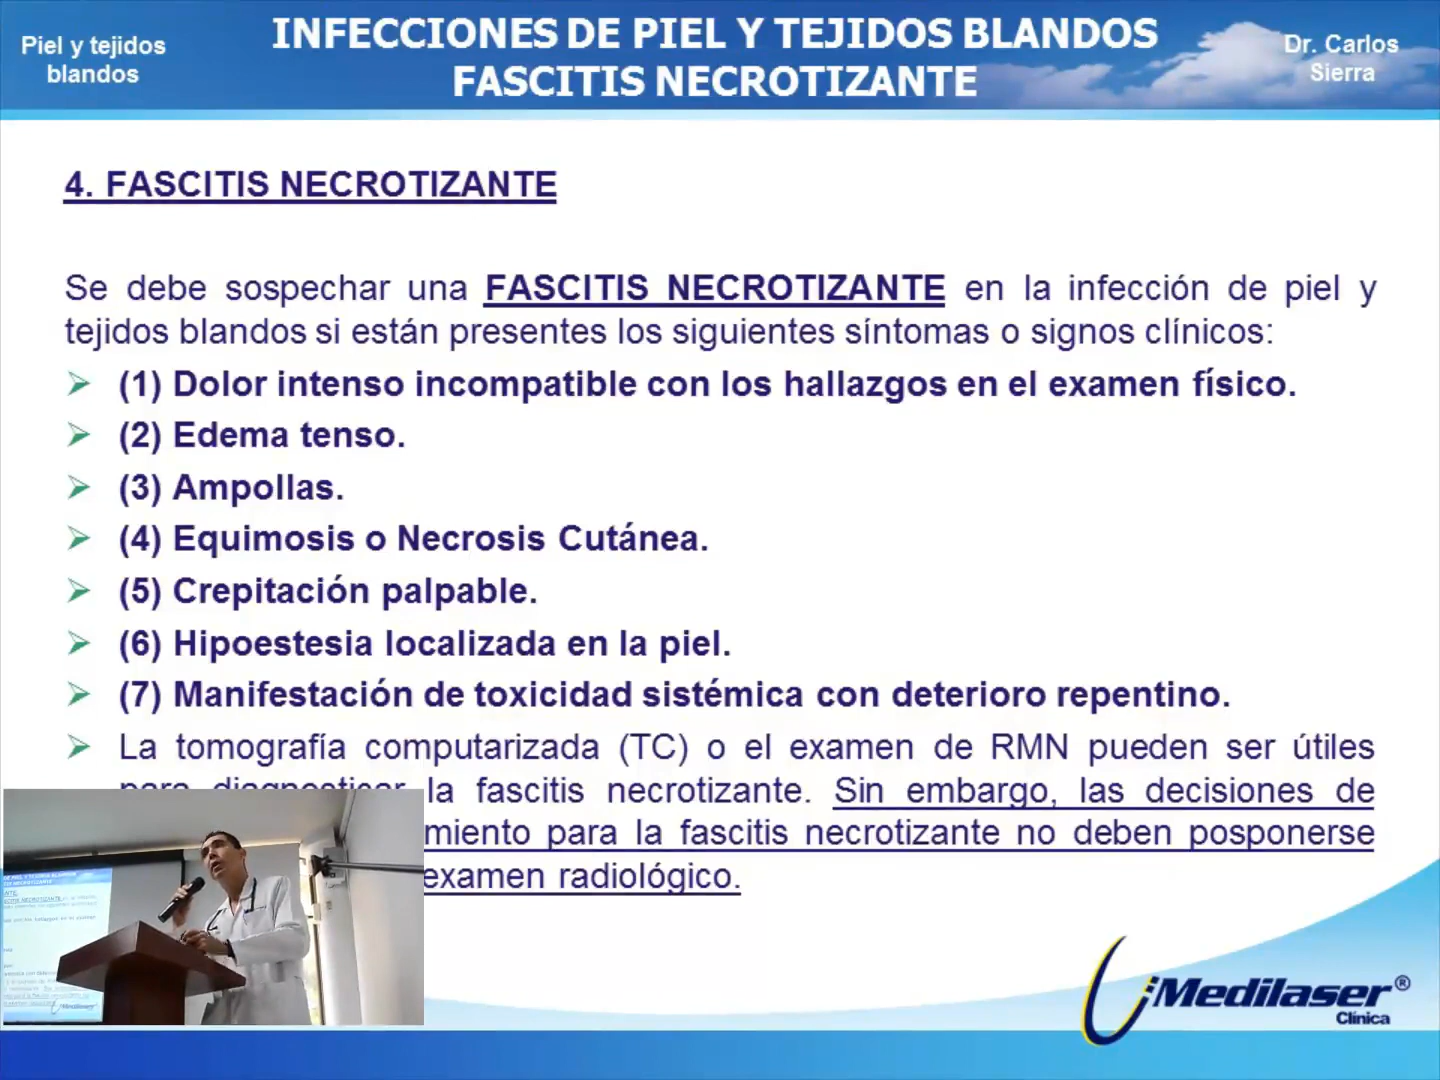 Piel y tejidos
blandos
INFECCIONES DE PIEL Y TEJIDOS BLANDOS
FASCITIS NECROTIZANTE
Dr. Carlos
Sierra
4. FASCITIS NECROTIZANTE
Se debe sospechar una FASCITIS NECROTIZANTE en la infección de piel y
tejidos blandos si están presentes los siguientes síntomas o signos clínicos:
(1) Dolor intenso incompatible con los hallazgos en el examen físico.
(2) Edema tenso.
(3) Ampollas.
(4) Equimosis o Necrosis Cutánea.
(5) Crepitación palpable.
(6) Hipoestesia localizada en la piel.
(7) Manifestación de toxicidad sistémica con deterioro repentino.
La tomografía computarizada (TC) o el examen de RMN pueden ser útiles
para diagnosticar la fascitis necrotizante. Sin embargo, las decisiones de
miento para la fascitis necrotizante no deben posponerse
examen radiológico.
Medilaser®
Clínica